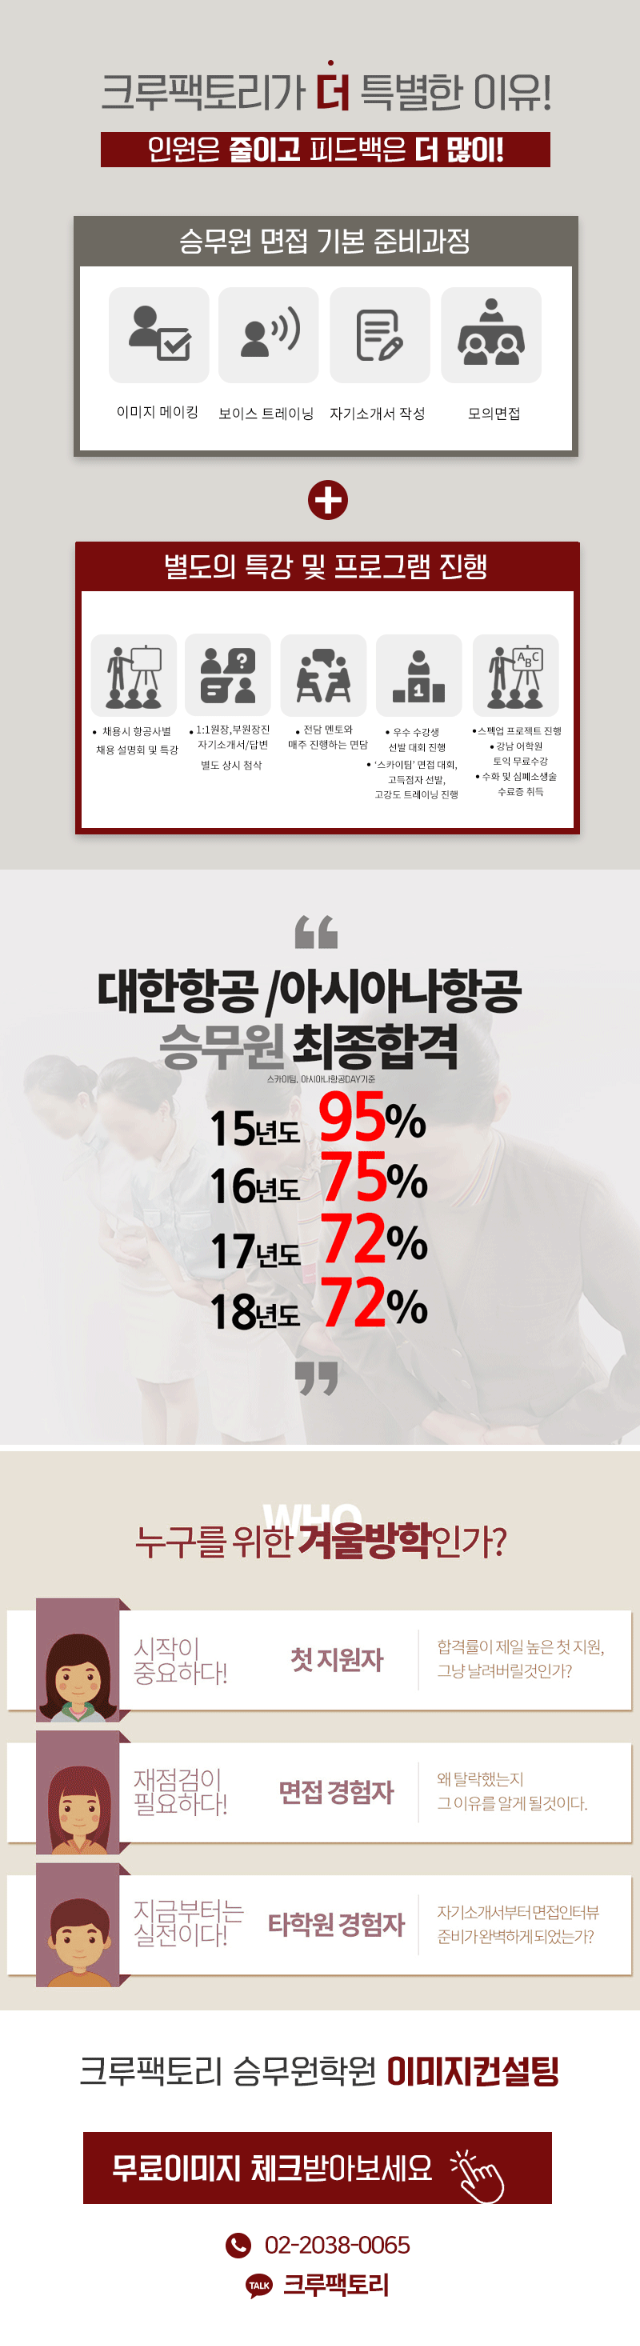 크루팩토리가 더 특별한 이유!
인원은 줄이고 피드백은 더 많이!
승무원 면접 기본 준비과정
이미지 메이킹
보이스 트레이닝
자기소개서 작성
모의면접
별도의 특강 및 프로그램 진행
?
ABC
• 채용시 항공사별
채용 설명회 및 특강
• 1:1원장,부원장진
자기소개서/답변
별도 상시 첨삭
• 전담 멘토와
매주 진행하는 면담
• 우수 수강생
선발 대회 진행
• ‘스카이팀’ 면접 대회,
고득점자 선발,
고강도 트레이닝 진행
• 스펙업 프로젝트 진행
• 강남 어학원
토익 무료수강
• 수화 및 심폐소생술
수료증 취득
“
대한항공 /아시아나항공
승무원 최종합격
스카이팀, 아시아나항공DAY기준
15년도 95%
16년도 75%
17년도 72%
18년도 72%
”
WHO
누구를 위한 겨울방학인가?
시작이
중요하다!
첫 지원자
합격률이 제일 높은 첫 지원,
그냥 날려버릴것인가?
재점검이
필요하다!
면접 경험자
왜 탈락했는지
그 이유를 알게 될것이다.
지금부터는
실전이다!
타학원 경험자
자기소개서부터 면접인터뷰
준비가 완벽하게 되었는가?
크루팩토리 승무원학원 이미지컨설팅
무료이미지 체크받아보세요
02-2038-0065
TALK 크루팩토리